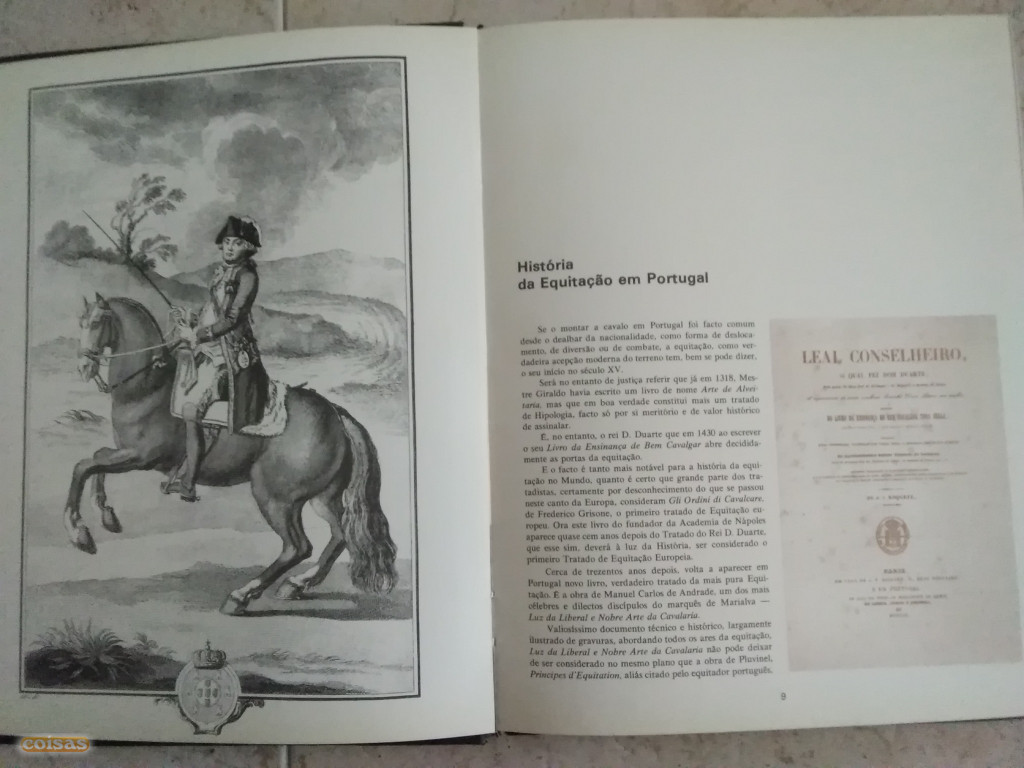 História
da Equitação em Portugal
Se o montar a cavalo em Portugal foi facto comum
desde o dealbar da nacionalidade, como forma de desloca-
mento, de diversão ou de combate, a equitação, como ver-
dadeira acepção moderna do terreno tem, bem se pode dizer,
o seu início no século XV.
Será no entanto de justiça referir que já em 1318, Mes-
tre Giraldo havia escrito um livro de nome Arte de Alvei-
taria, mas que em boa verdade constitui mais um tratado
de Hipologia, facto só por si meritório e de valor histórico
de assinalar.
É, no entanto, o rei D. Duarte que em 1430 ao escrever
o seu Livro da Ensinança de Bem Cavalgar abre decidida-
mente as portas da equitação.
E o facto é tanto mais notável para a história da equi-
tação no Mundo, quanto é certo que grande parte dos tra-
tadistas, certamente por desconhecimento do que se passou
neste canto da Europa, consideram Gli Ordini di Cavalcare,
de Frederico Grisone, o primeiro tratado de Equitação eu-
ropeu. Ora este livro do fundador da Academia de Nápoles
aparece quase cem anos depois do Tratado do Rei D. Duarte,
que esse sim, deverá à luz da História, ser considerado o
primeiro Tratado de Equitação Europeia.
Cerca de trezentos anos depois, volta a aparecer em
Portugal novo livro, verdadeiro tratado da mais pura Equi-
tação. É a obra de Manuel Carlos de Andrade, um dos mais
célebres e dilectos discípulos do marquês de Marialva —
Luz da Liberal e Nobre Arte da Cavalaria.
Valiosíssimo documento técnico e histórico, largamente
ilustrado de gravuras, abordando todos os ares da equitação,
Luz da Liberal e Nobre Arte da Cavalaria não pode deixar
de ser considerado no mesmo plano que a obra de Pluvinel,
Principes d'Equitation, aliás citado pelo equitador português.
LEAL CONSELHEIRO,
O QUAL FEZ DOM DUARTE,
PARIS
9
coisas